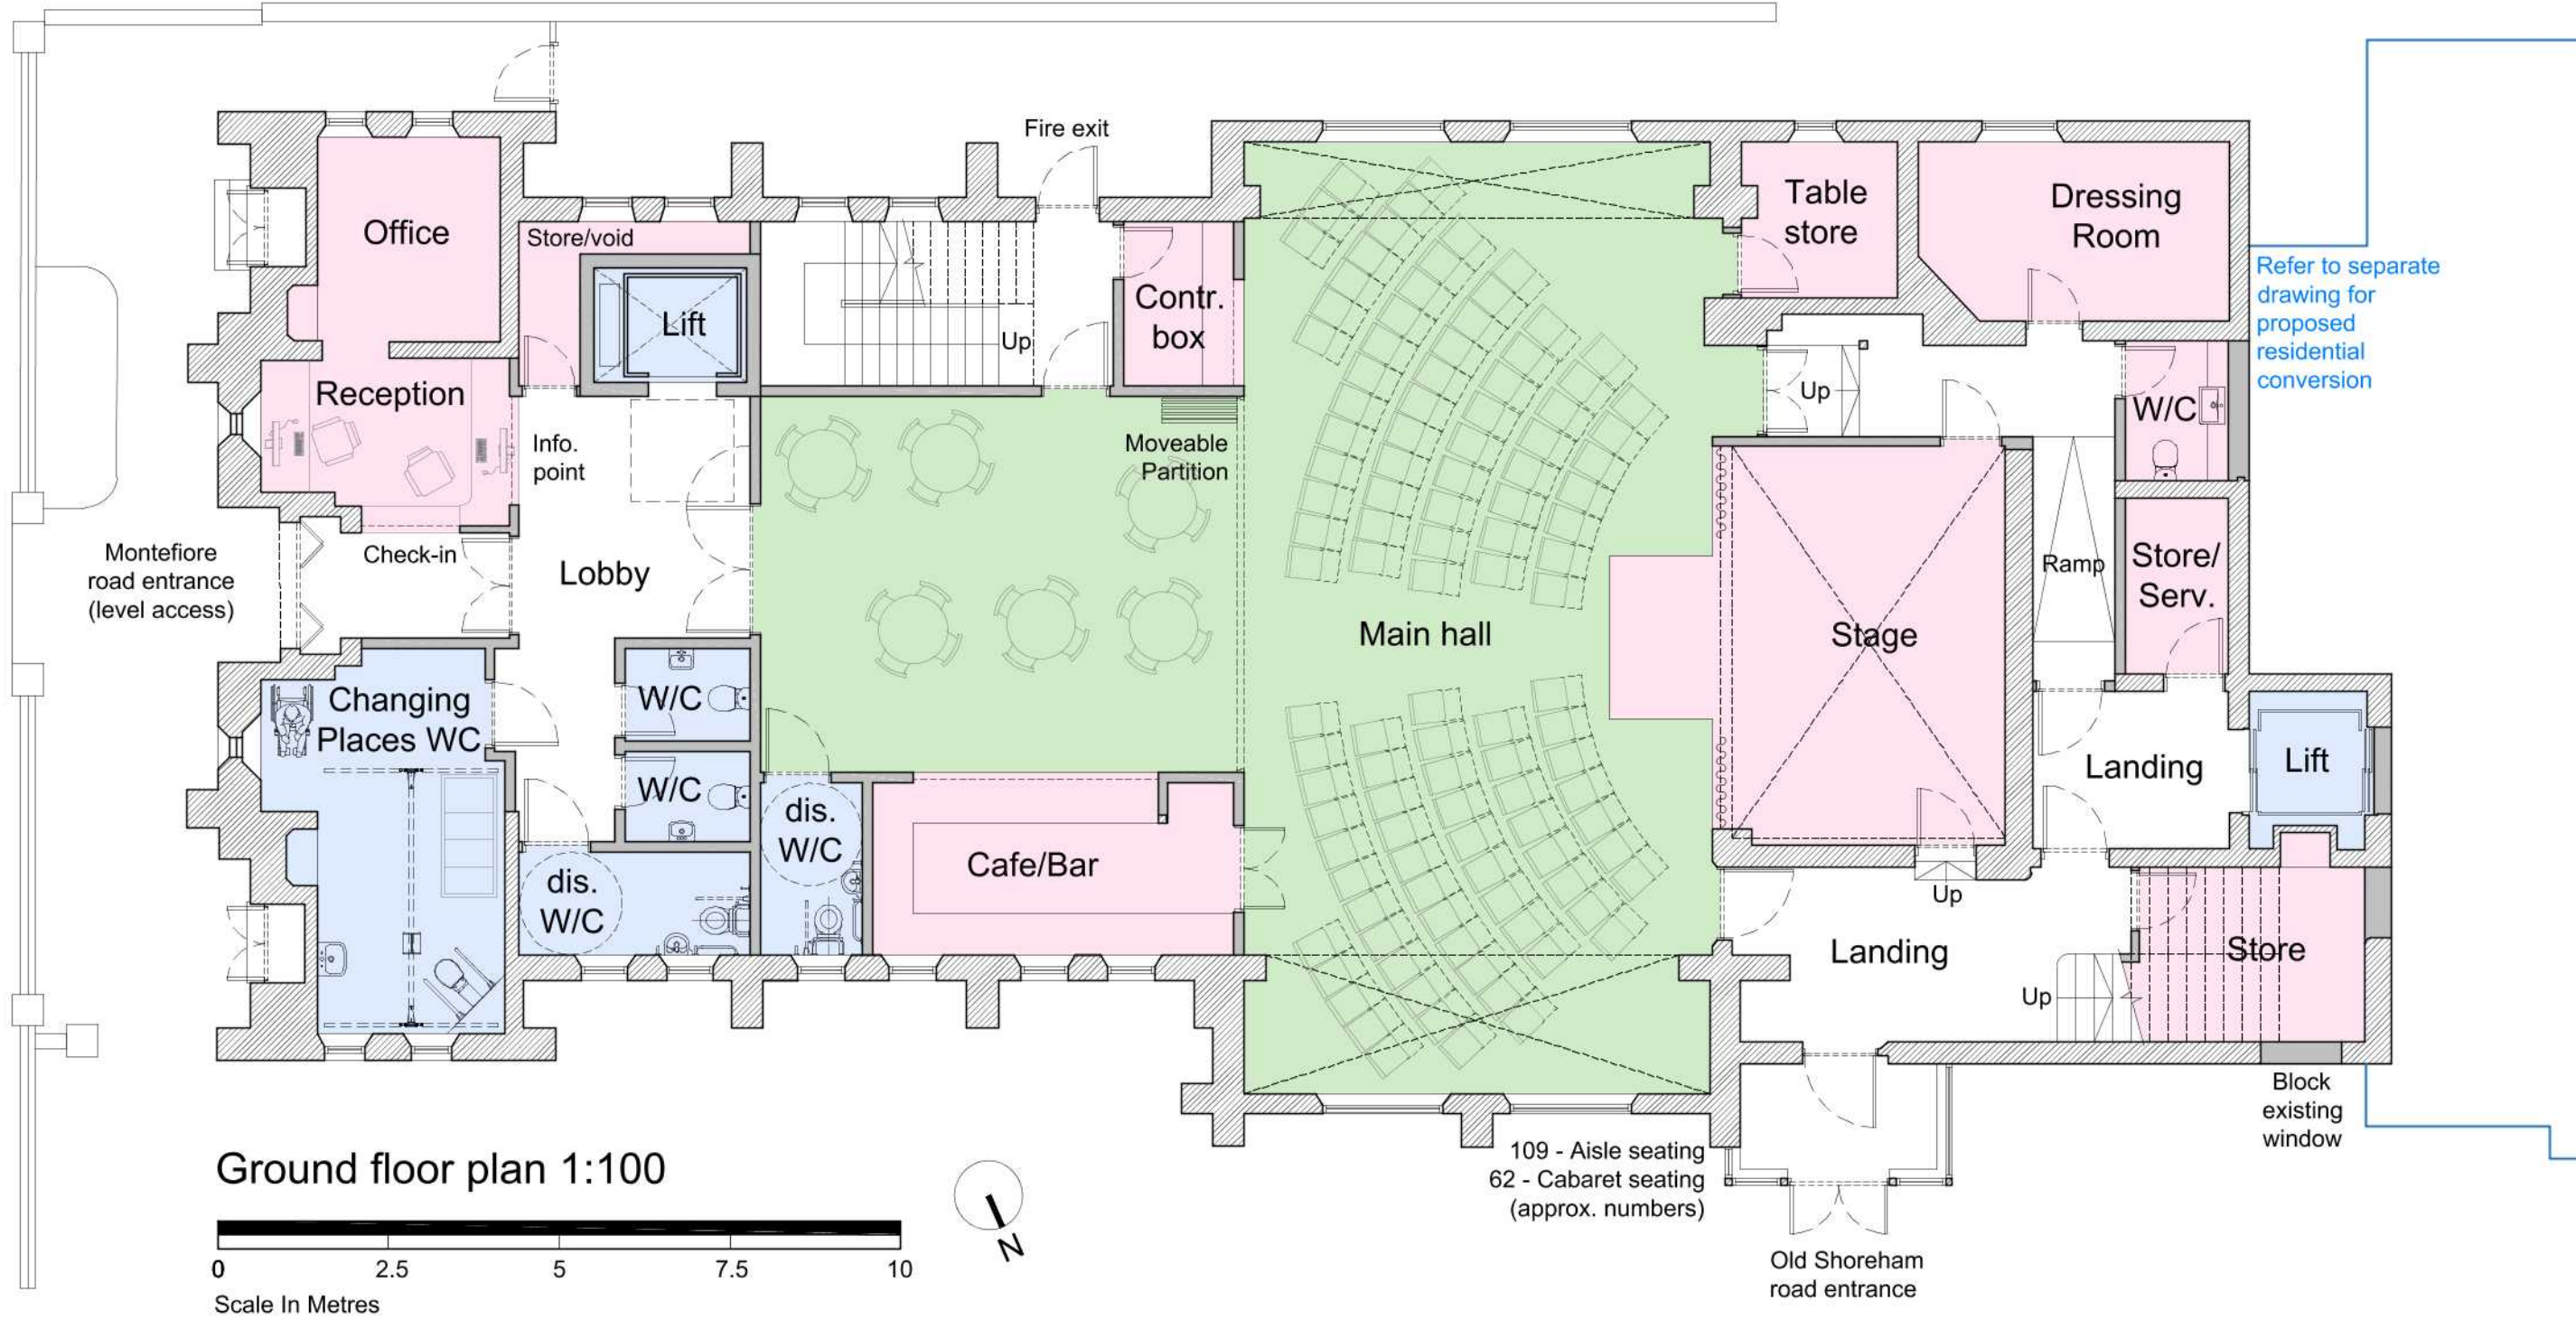 Fire exit
Office
Store/void
Table
store
Dressing
Room
Refer to separate
drawing for
proposed
residential
conversion
Lift
Contr.
box
Up
Reception
Up
W/C
Info.
point
Moveable
Partition
Montefiore
road entrance
(level access)
Check-in
Lobby
Main hall
Stage
Ramp
Store/
Serv.
Changing
Places WC
W/C
W/C
Landing
Lift
dis.
W/C
dis.
W/C
Cafe/Bar
Up
Landing
Store
Up
Block
existing
window
Ground floor plan 1:100
N
109 - Aisle seating
62 - Cabaret seating
(approx. numbers)
Old Shoreham
road entrance
0 2.5 5 7.5 10
Scale In Metres